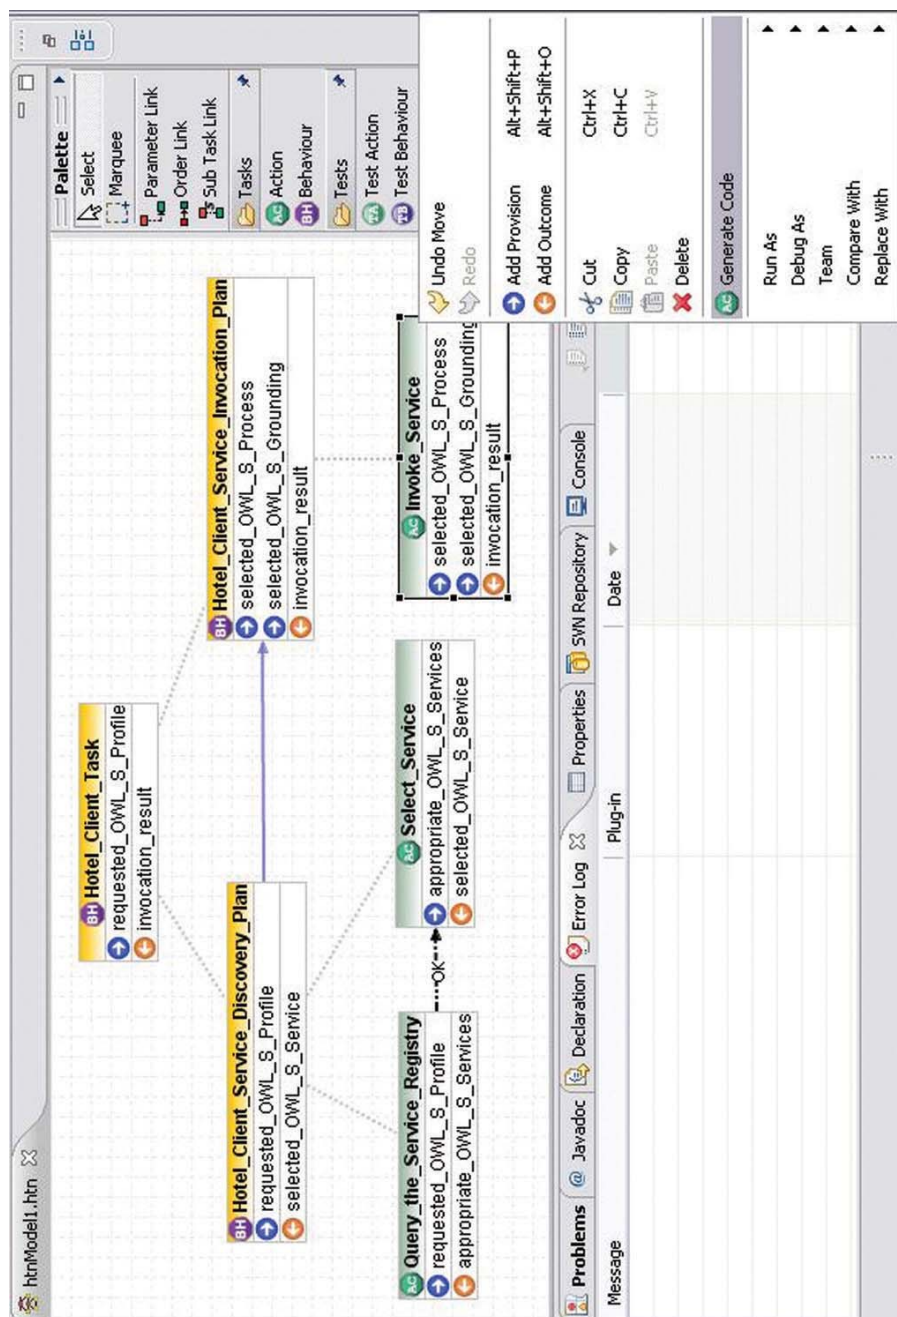 htnModel1.htn
Hotel_Client_Task
requested_OWL_S_Profile
invocation_result
Hotel_Client_Service_Discovery_Plan
requested_OWL_S_Profile
selected_OWL_S_Service
Hotel_Client_Service_Invocation_Plan
selected_OWL_S_Process
selected_OWL_S_Grounding
invocation_result
Query_the_Service_Registry
requested_OWL_S_Profile
appropriate_OWL_S_Services
OK
Select_Service
appropriate_OWL_S_Services
selected_OWL_S_Service
Invoke_Service
selected_OWL_S_Process
selected_OWL_S_Grounding
invocation_result
Palette
Select
Marquee
Parameter Link
Order Link
Sub Task Link
Tasks
Action
Behaviour
Tests
Test Action
Test Behaviour
Undo Move
Redo
Add Provision Alt+Shift+P
Add Outcome Alt+Shift+O
Cut Ctrl+X
Copy Ctrl+C
Paste Ctrl+V
Delete
Generate Code
Run As
Debug As
Team
Compare With
Replace With
Problems @ Javadoc Declaration Error Log Properties SVN Repository Console
Message Plug-in Date